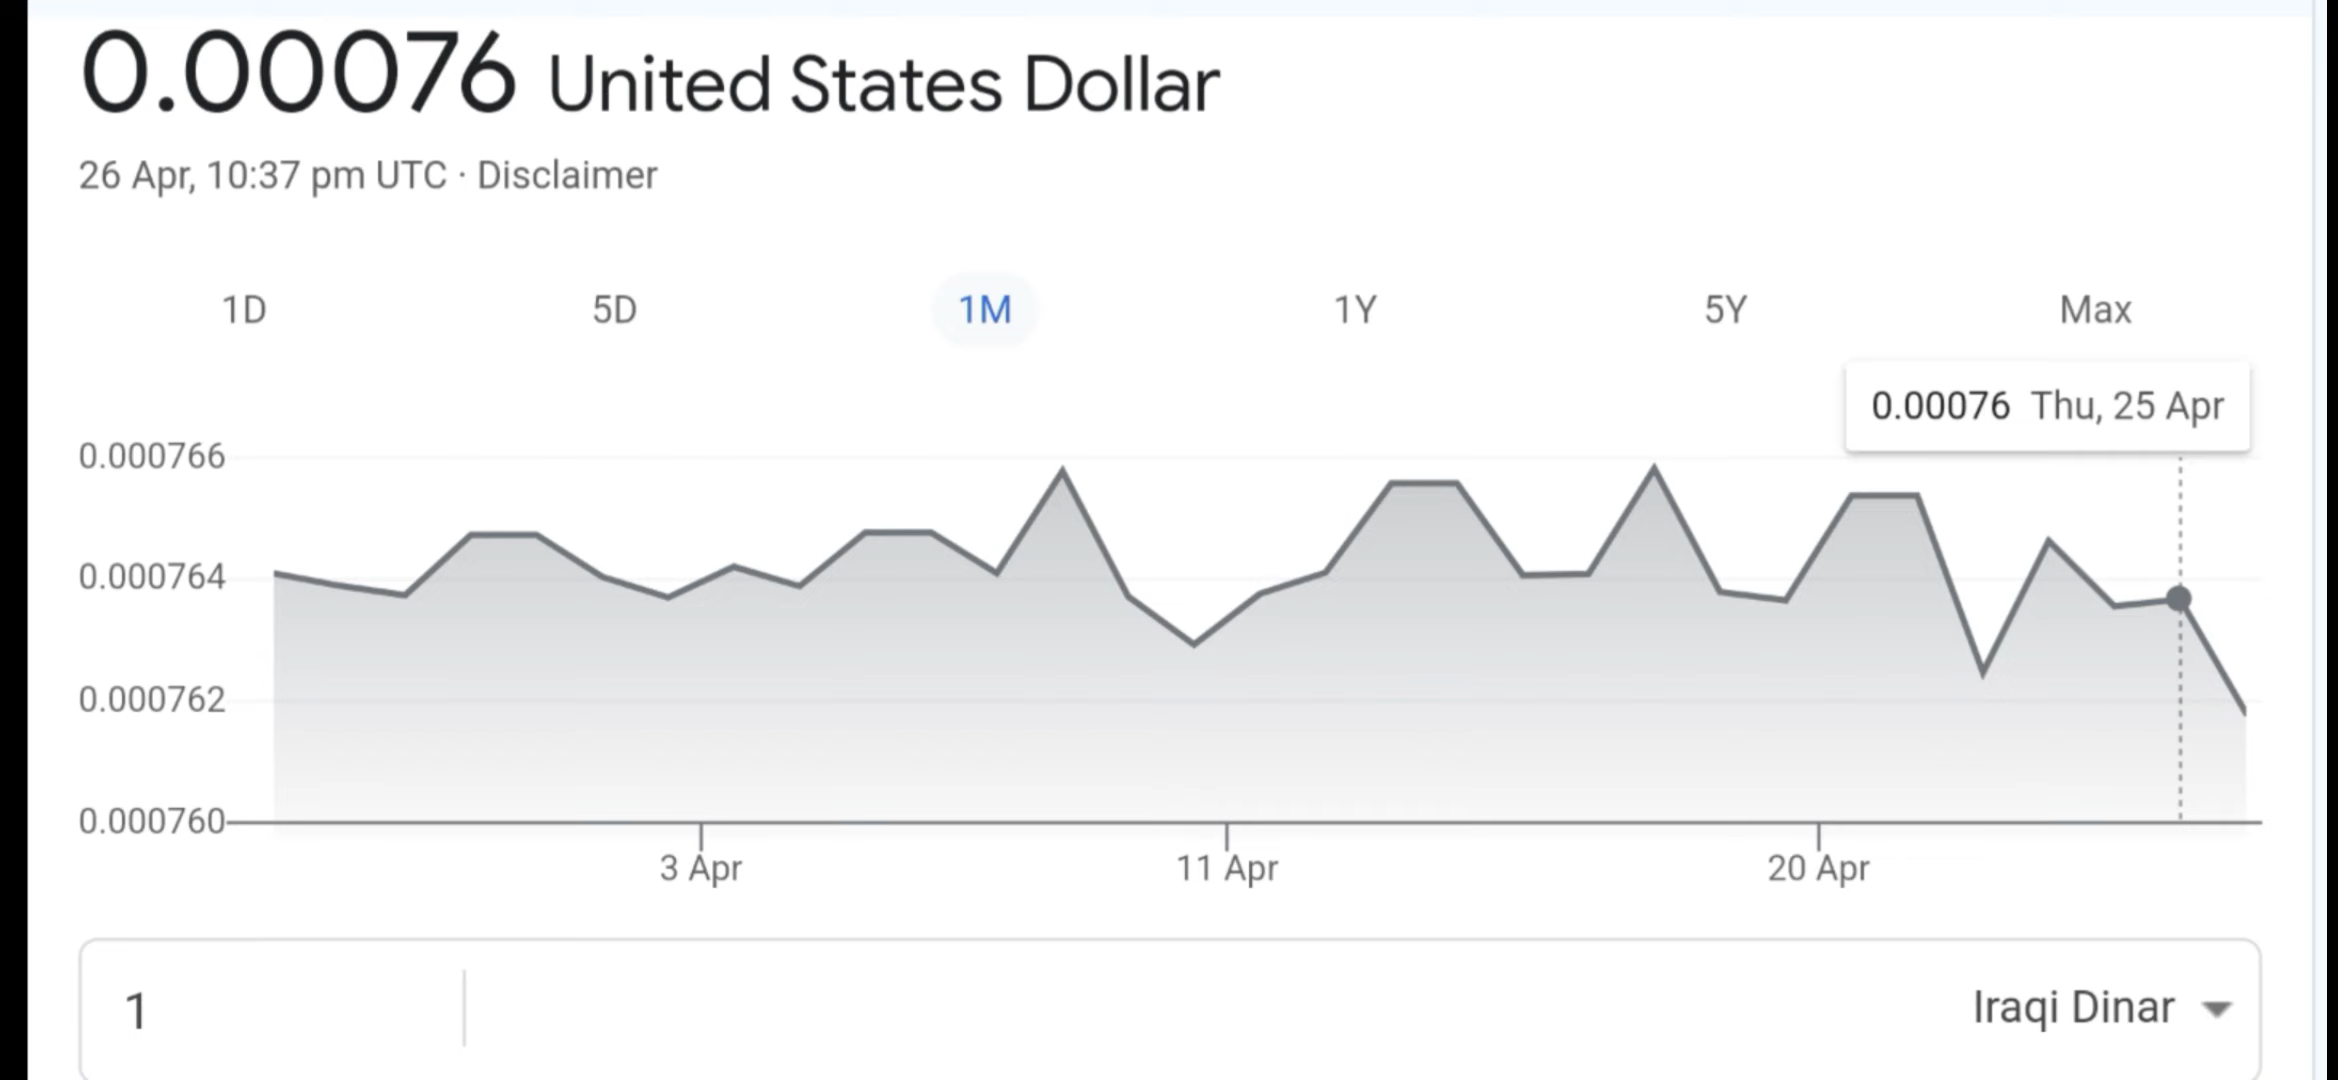 0.00076 United States Dollar
26 Apr, 10:37 pm UTC · Disclaimer
1D 5D 1M 1Y 5Y Max
0.00076 Thu, 25 Apr
0.000766
0.000764
0.000762
0.000760
3 Apr 11 Apr 20 Apr
1 Iraqi Dinar